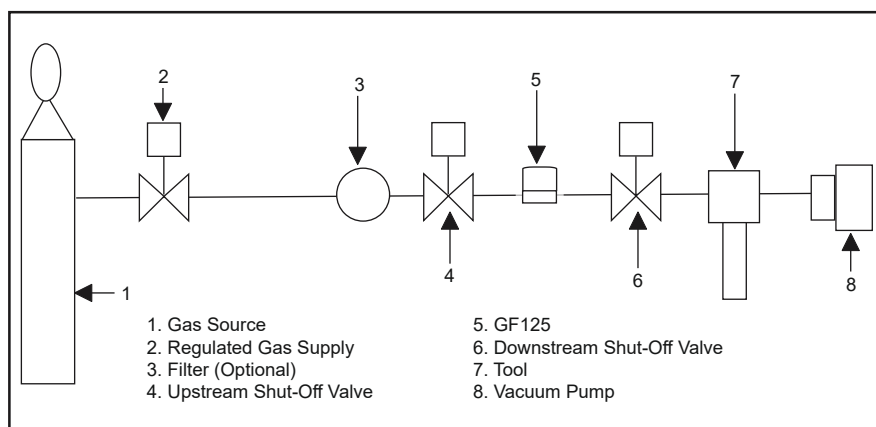 2
3
5
7
4
6
8
1
1. Gas Source
2. Regulated Gas Supply
3. Filter (Optional)
4. Upstream Shut-Off Valve
5. GF125
6. Downstream Shut-Off Valve
7. Tool
8. Vacuum Pump